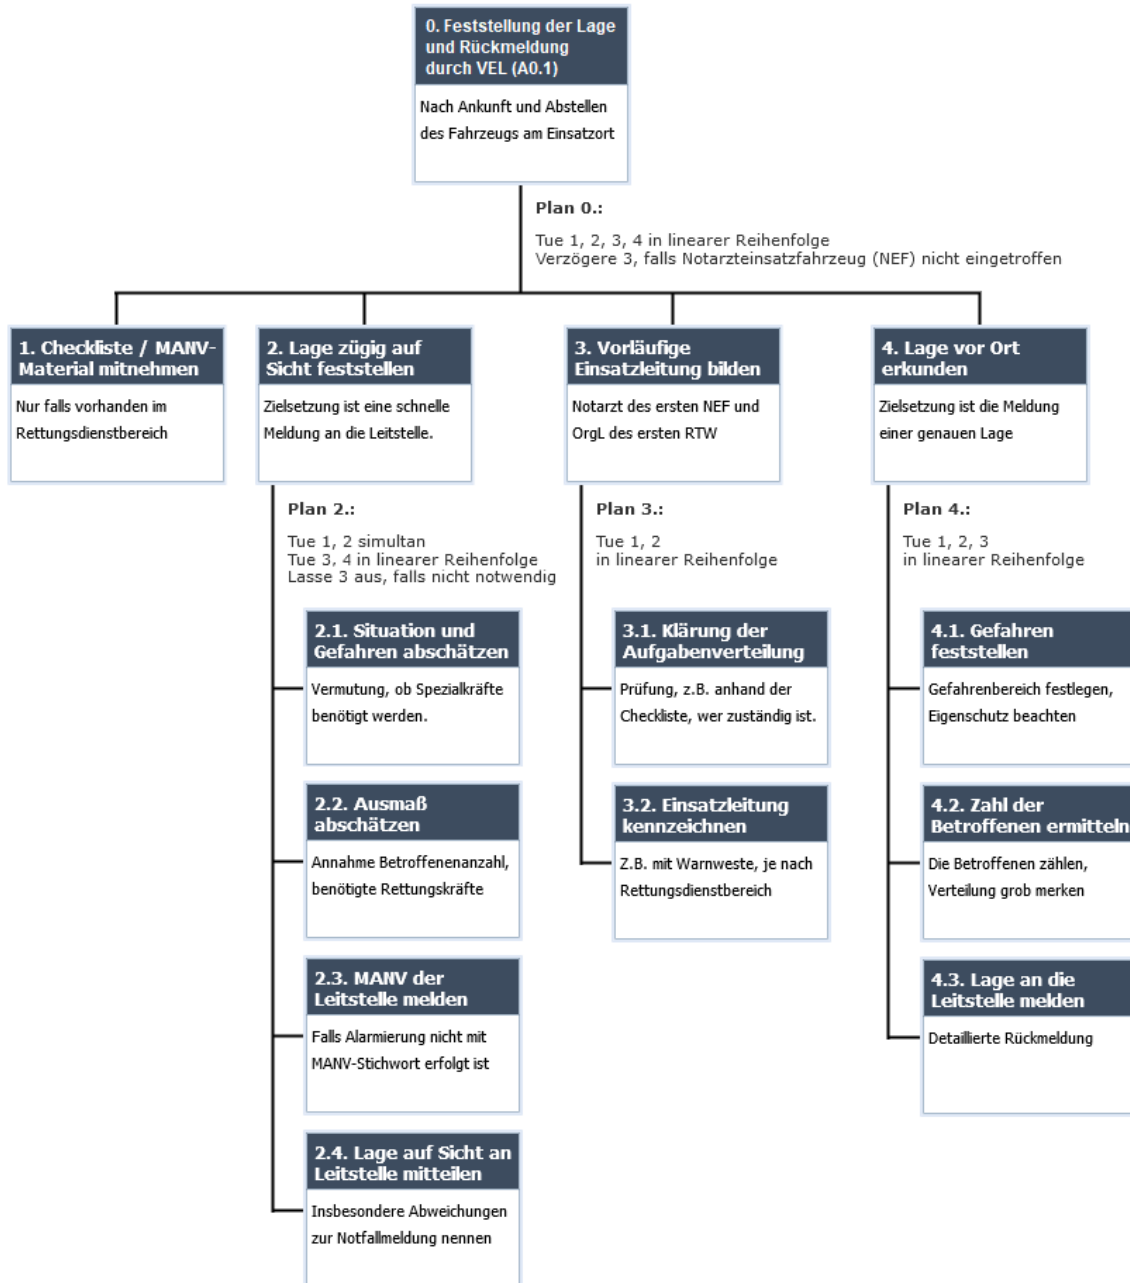 0. Feststellung der Lage
und Rückmeldung
durch VEL (A0.1)
Nach Ankunft und Abstellen
des Fahrzeugs am Einsatzort
Plan 0.:
Tue 1, 2, 3, 4 in linearer Reihenfolge
Verzögere 3, falls Notarzteinsatzfahrzeug (NEF) nicht eingetroffen
1. Checkliste / MANV-
Material mitnehmen
Nur falls vorhanden im
Rettungsdienstbereich
2. Lage zügig auf
Sicht feststellen
Zielsetzung ist eine schnelle
Meldung an die Leitstelle.
Plan 2.:
Tue 1, 2 simultan
Tue 3, 4 in linearer Reihenfolge
Lasse 3 aus, falls nicht notwendig
2.1. Situation und
Gefahren abschätzen
Vermutung, ob Spezialkräfte
benötigt werden.
2.2. Ausmaß
abschätzen
Annahme Betroffenenanzahl,
benötigte Rettungskräfte
2.3. MANV der
Leitstelle melden
Falls Alarmierung nicht mit
MANV-Stichwort erfolgt ist
2.4. Lage auf Sicht an
Leitstelle mitteilen
Insbesondere Abweichungen
zur Notfallmeldung nennen
3. Vorläufige
Einsatzleitung bilden
Notarzt des ersten NEF und
OrgL des ersten RTW
Plan 3.:
Tue 1, 2
in linearer Reihenfolge
3.1. Klärung der
Aufgabenverteilung
Prüfung, z.B. anhand der
Checkliste, wer zuständig ist.
3.2. Einsatzleitung
kennzeichnen
Z.B. mit Warnweste, je nach
Rettungsdienstbereich
4. Lage vor Ort
erkunden
Zielsetzung ist die Meldung
einer genauen Lage
Plan 4.:
Tue 1, 2, 3
in linearer Reihenfolge
4.1. Gefahren
feststellen
Gefahrenbereich festlegen,
Eigenschutz beachten
4.2. Zahl der
Betroffenen ermitteln
Die Betroffenen zählen,
Verteilung grob merken
4.3. Lage an die
Leitstelle melden
Detaillierte Rückmeldung